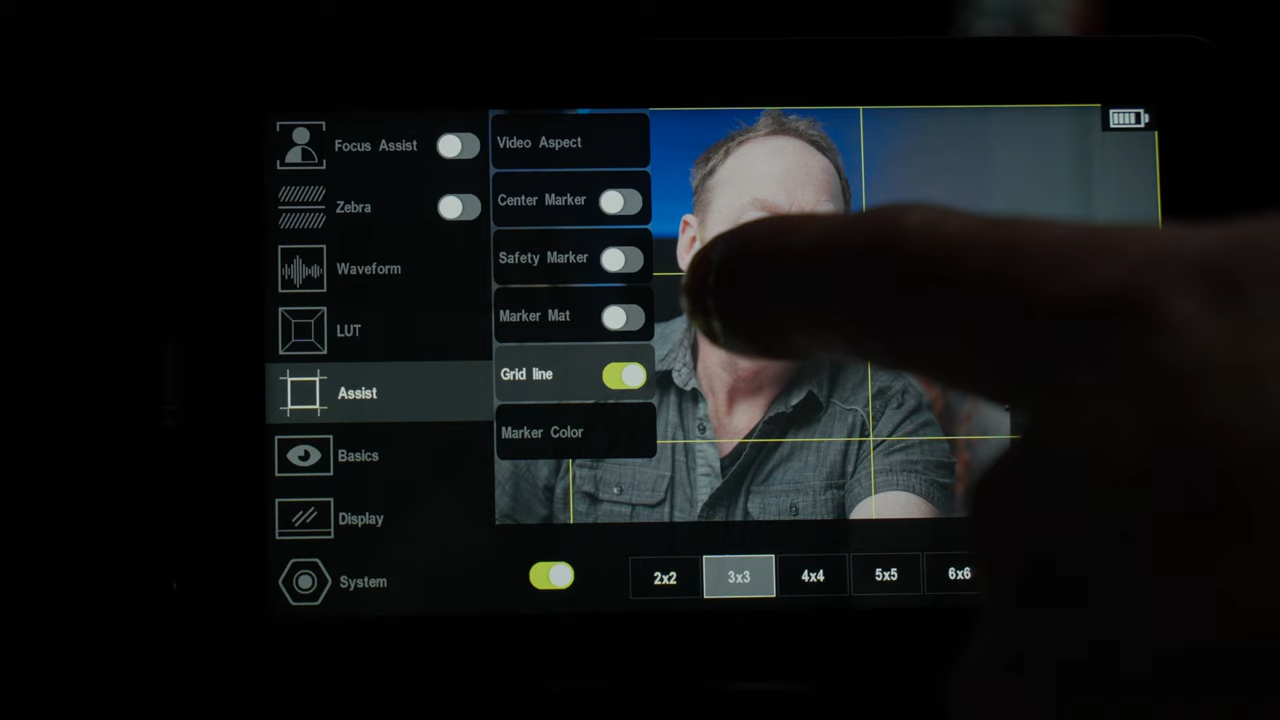 Focus Assist
Zebra
Waveform
LUT
Assist
Basics
Display
System
Video Aspect
Center Marker
Safety Marker
Marker Mat
Grid line
Marker Color
2x2
3x3
4x4
5x5
6x6